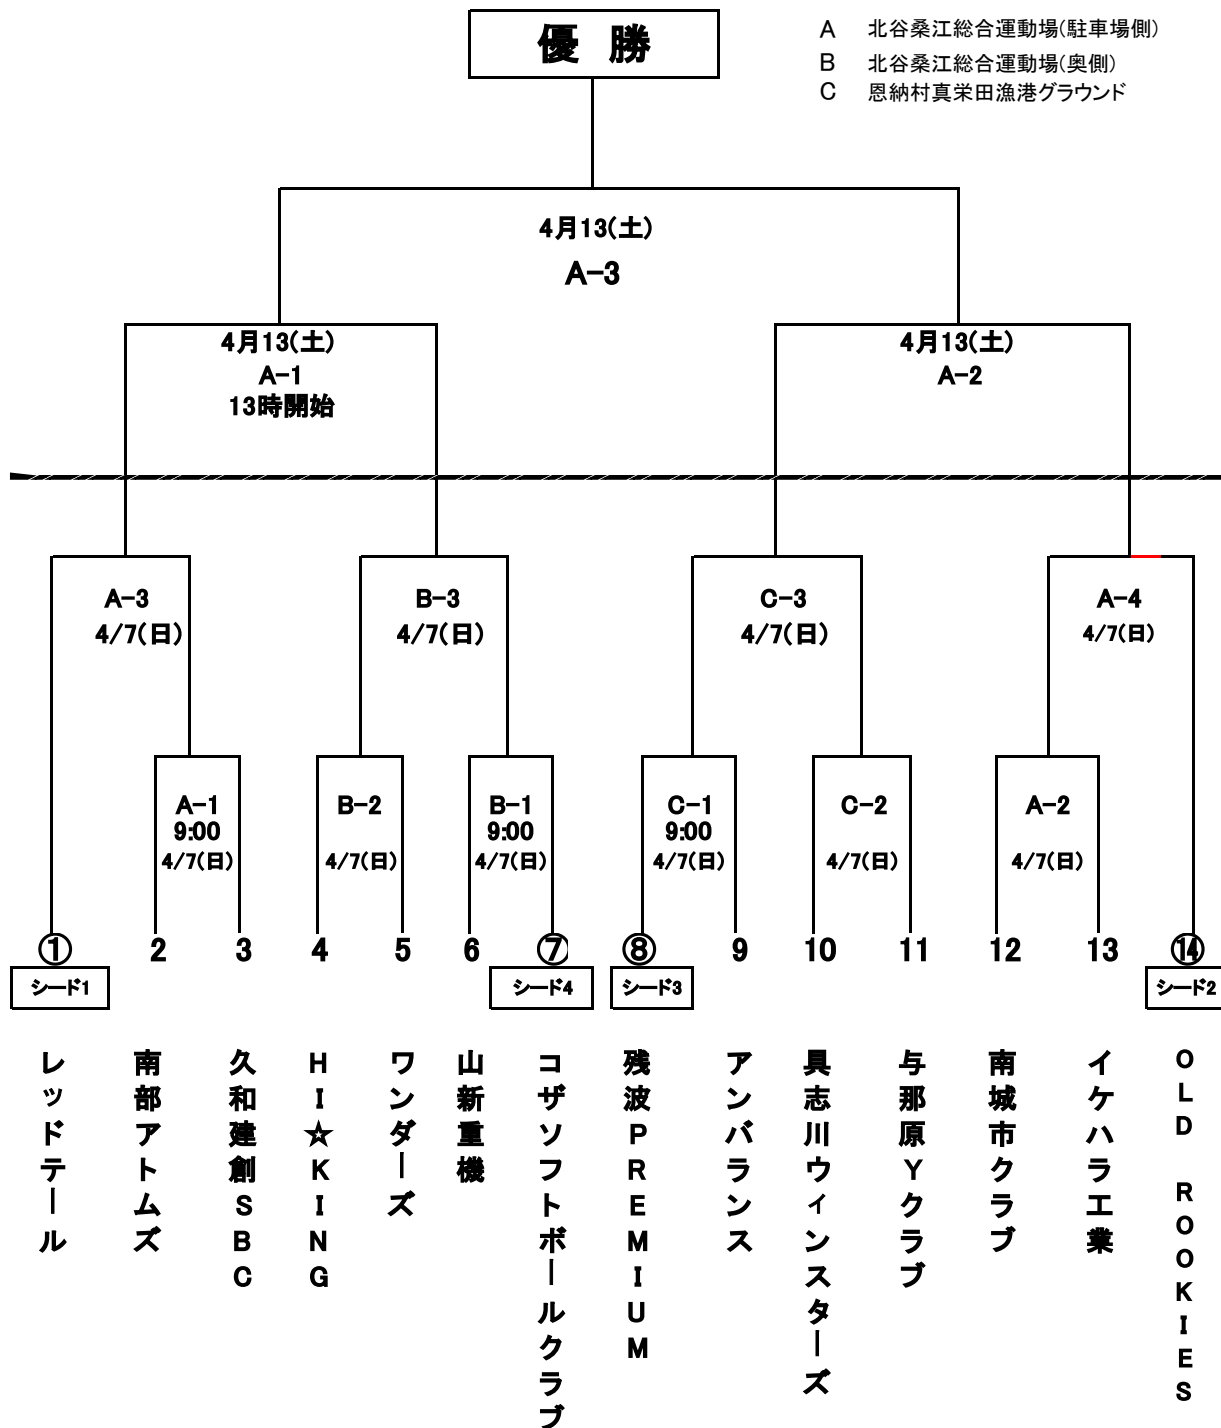 優 勝
A 北谷桑江総合運動場(駐車場側)
B 北谷桑江総合運動場(奥側)
C 恩納村真栄田漁港グラウンド
4月13(土)
A-3
4月13(土)
A-1
13時開始
4月13(土)
A-2
A-3
4/7(日)
B-3
4/7(日)
C-3
4/7(日)
A-4
4/7(日)
A-1
9:00
4/7(日)
B-2
4/7(日)
B-1
9:00
4/7(日)
C-1
9:00
4/7(日)
C-2
4/7(日)
A-2
4/7(日)
① 2 3 4 5 6 ⑦ ⑧ 9 10 11 12 13 ⑭
シード1 シード4 シード3 シード2
レッドテール
南部アトムズ
久和建創SBC
HI☆KING
ワンダーズ
山新重機
コザソフトボールクラブ
残波PREMIUM
アンバランス
具志川ウィンスターズ
与那原Yクラブ
南城市クラブ
イケハラ工業
OLD ROOKIES